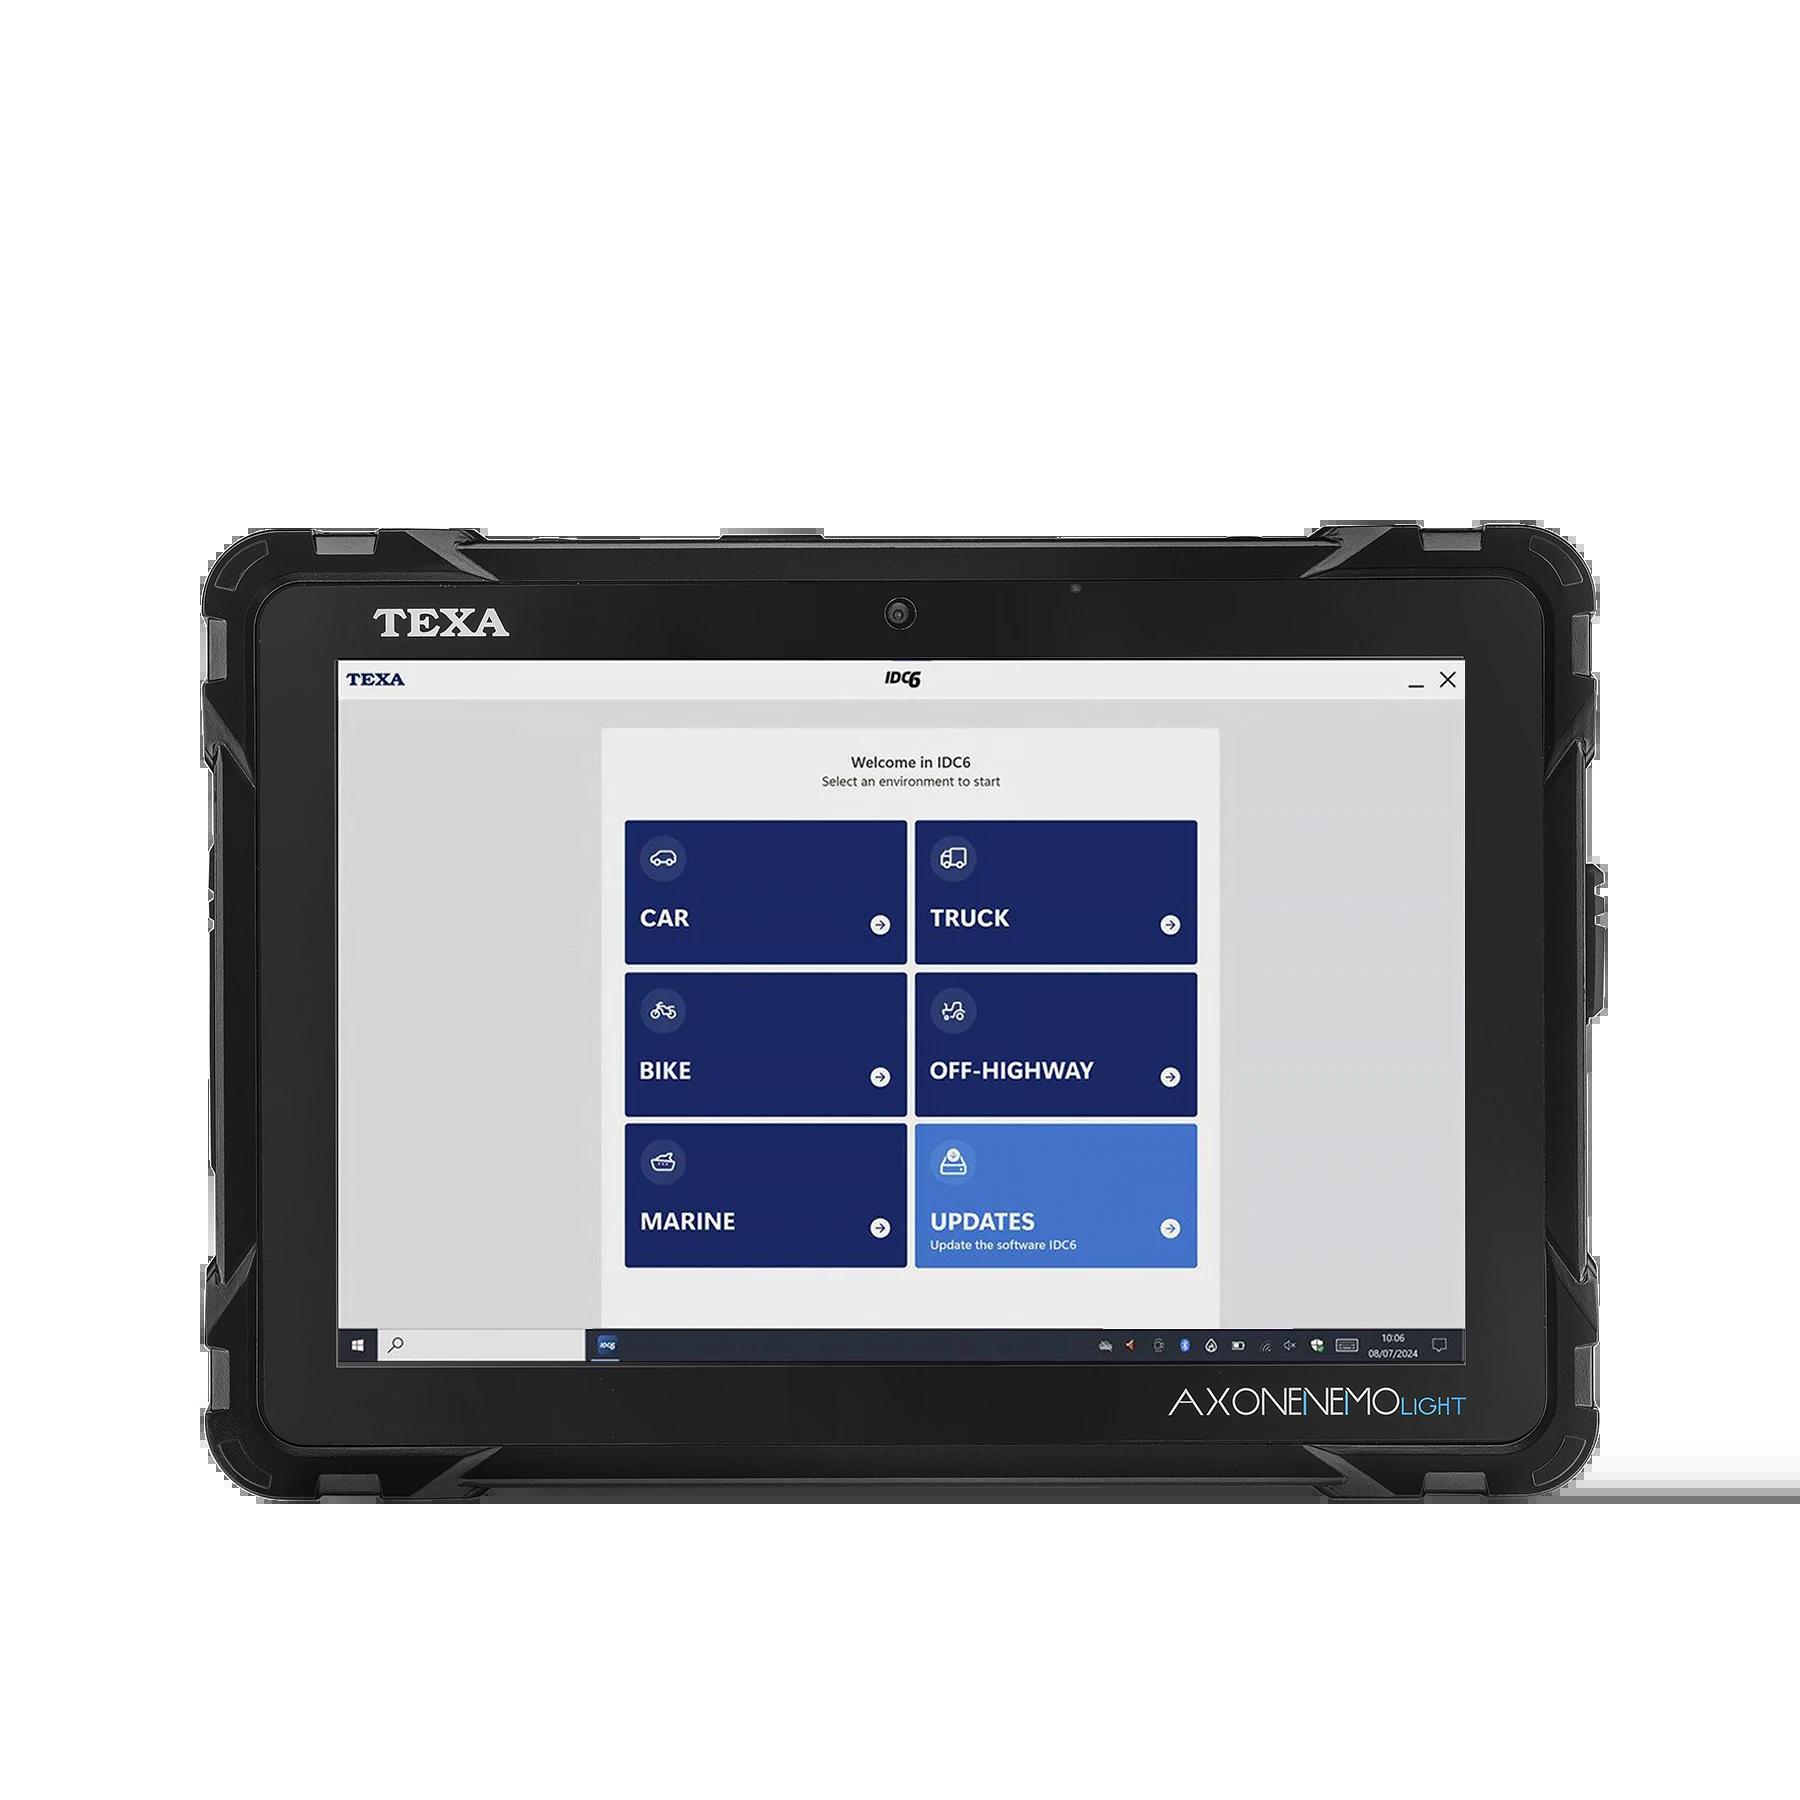 TEXA
TEXA
IDC6
Welcome in IDC6
Select an environment to start
CAR
TRUCK
BIKE
OFF-HIGHWAY
MARINE
UPDATES
Update the software IDC6
IDC6
10:06
08/07/2024
AXONENEMOLIGHT